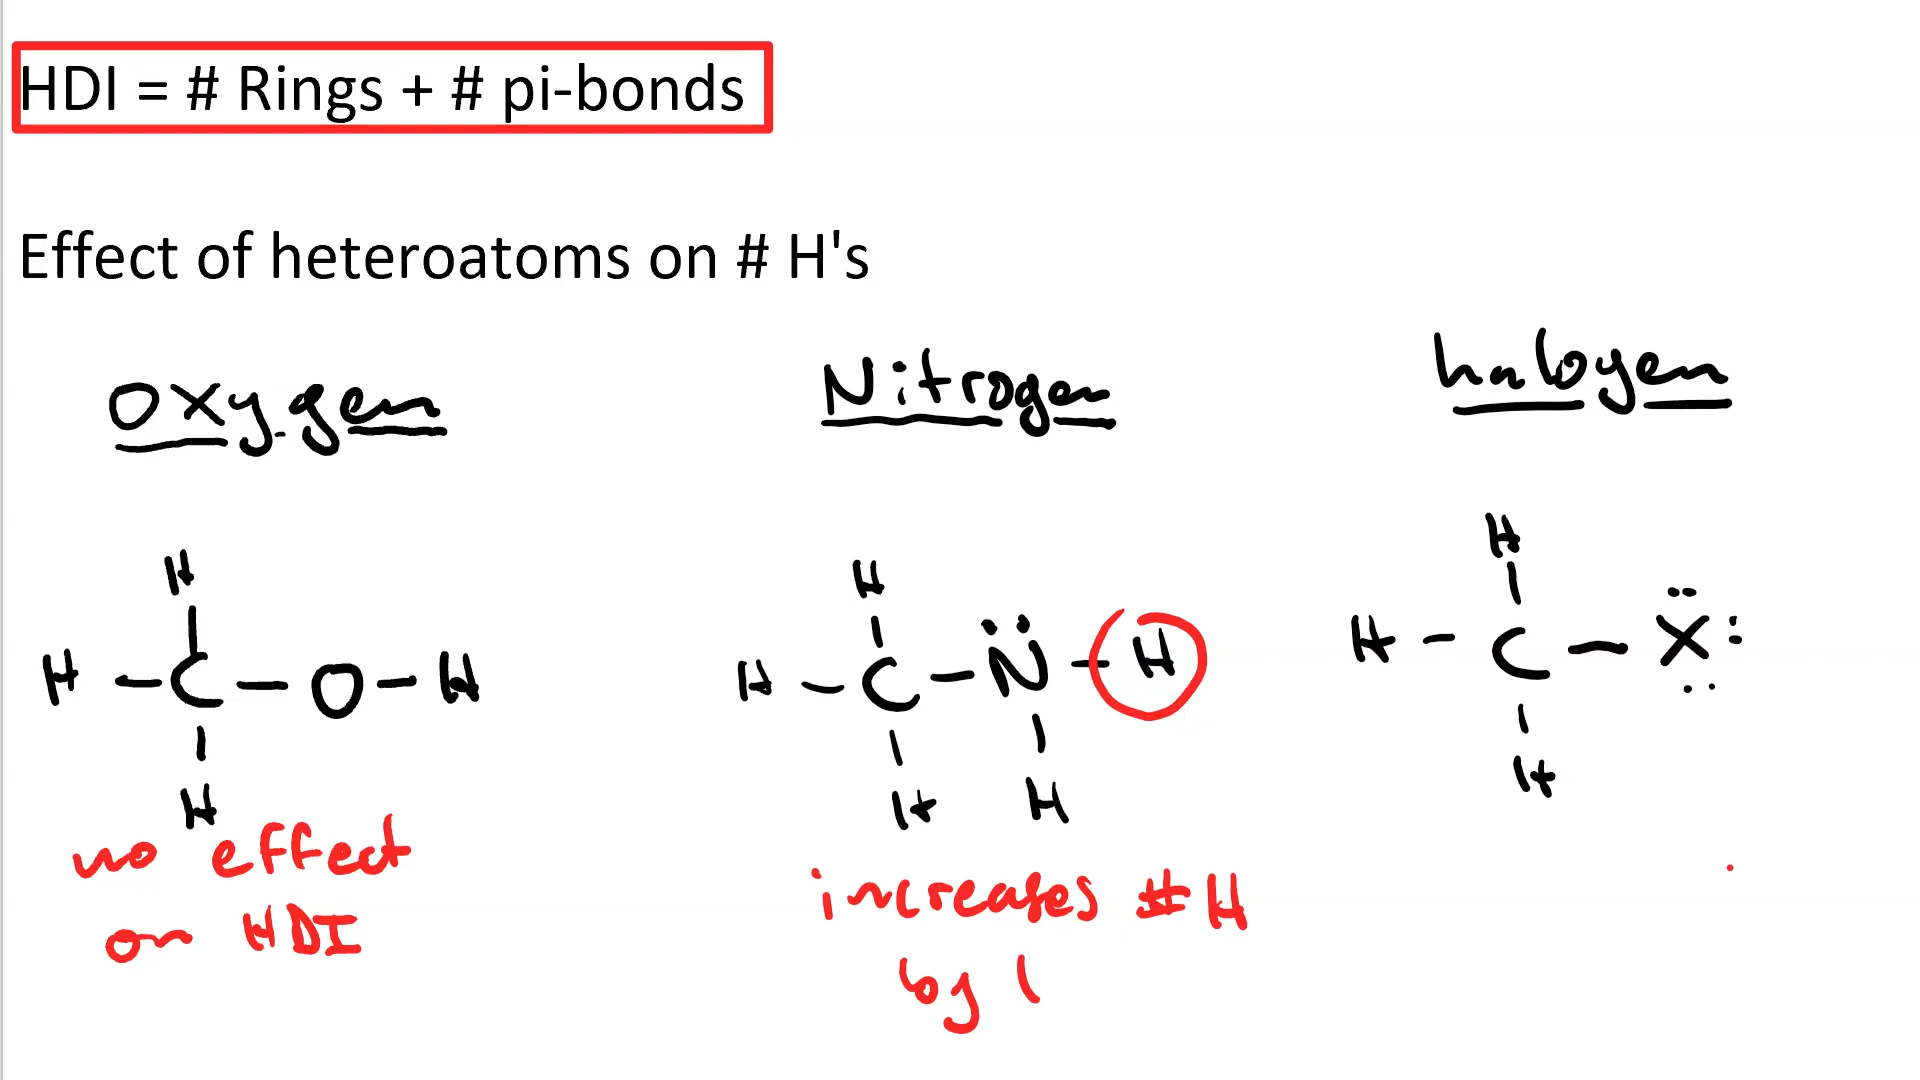 HDI = # Rings + # pi-bonds
Effect of heteroatoms on # H's
oxygen Nitrogen halogen
H H H
H - C - O - H H - C - N - H H - C - X
H H H H
no effect increases # H
on HDI by 1